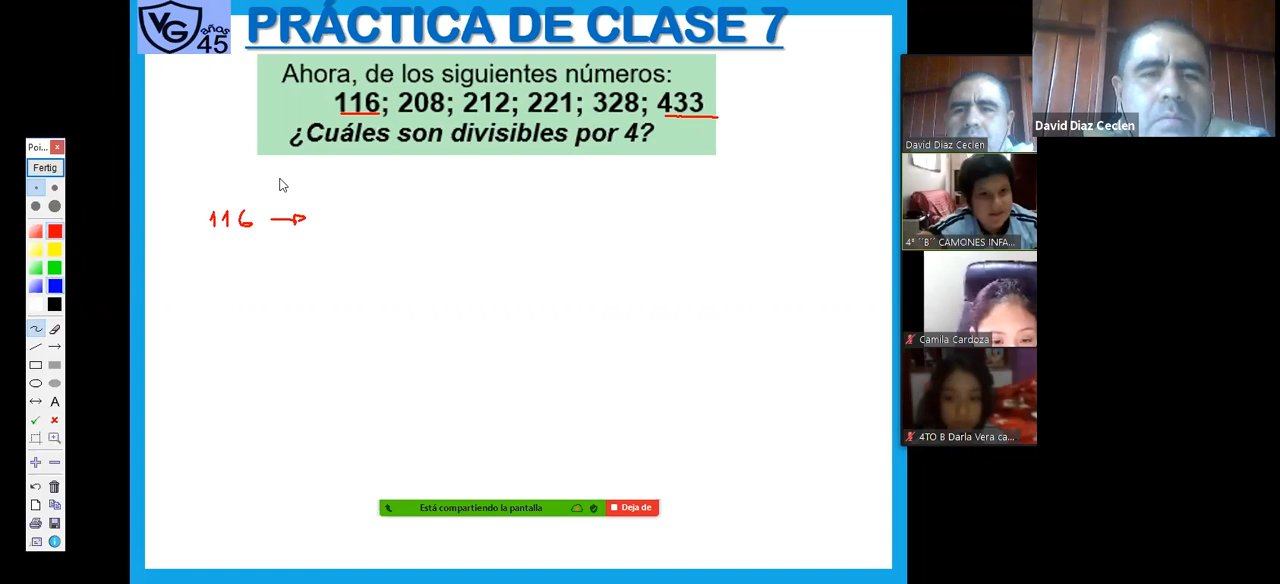 VG años 45
PRÁCTICA DE CLASE 7
Ahora, de los siguientes números:
116; 208; 212; 221; 328; 433
¿Cuáles son divisibles por 4?
116
Poi...
Fertig
A
David Diaz Ceclen
David Diaz Ceclen
4° ´´B´´ CAMONES INFA...
Camila Cardoza
4TO B Darla Vera ca...
Está compartiendo la pantalla
Deja de